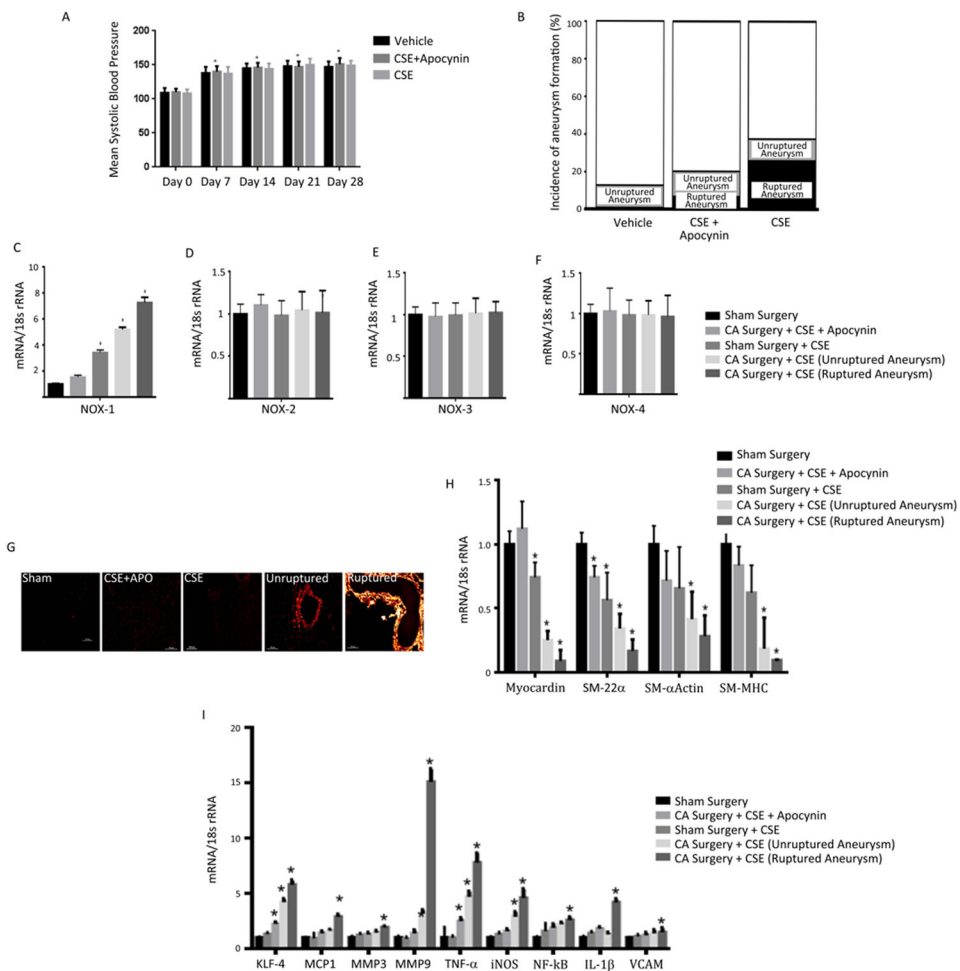 A
Mean Systolic Blood Pressure
200
150
100
50
0
* * * *
Day 0 Day 7 Day 14 Day 21 Day 28
Vehicle
CSE+Apocynin
CSE
B
Incidence of aneurysm formation (%)
100
80
60
40
20
0
Unruptured
Aneurysm
Unruptured
Aneurysm
Ruptured
Aneurysm
Unruptured
Aneurysm
Ruptured
Aneurysm
Vehicle
CSE +
Apocynin
CSE
C
mRNA/18s rRNA
10
8
6
4
2
NOX-1
D
mRNA/18s rRNA
1.5
1
0.5
NOX-2
E
mRNA/18s rRNA
1.5
1
0.5
NOX-3
F
mRNA/18s rRNA
1.5
1
0.5
NOX-4
Sham Surgery
CA Surgery + CSE + Apocynin
Sham Surgery + CSE
CA Surgery + CSE (Unruptured Aneurysm)
CA Surgery + CSE (Ruptured Aneurysm)
G
Sham
CSE+APO
CSE
Unruptured
Ruptured
H
mRNA/18s rRNA
1.5
1.0
0.5
0
* * *
* * * *
* *
* *
Myocardin SM-22α SM-αActin SM-MHC
Sham Surgery
CA Surgery + CSE + Apocynin
Sham Surgery + CSE
CA Surgery + CSE (Unruptured Aneurysm)
CA Surgery + CSE (Ruptured Aneurysm)
I
mRNA/18s rRNA
20
15
10
5
0
KLF-4 MCP1 MMP3 MMP9 TNF-α iNOS NF-kB IL-1β VCAM
Sham Surgery
CA Surgery + CSE + Apocynin
Sham Surgery + CSE
CA Surgery + CSE (Unruptured Aneurysm)
CA Surgery + CSE (Ruptured Aneurysm)